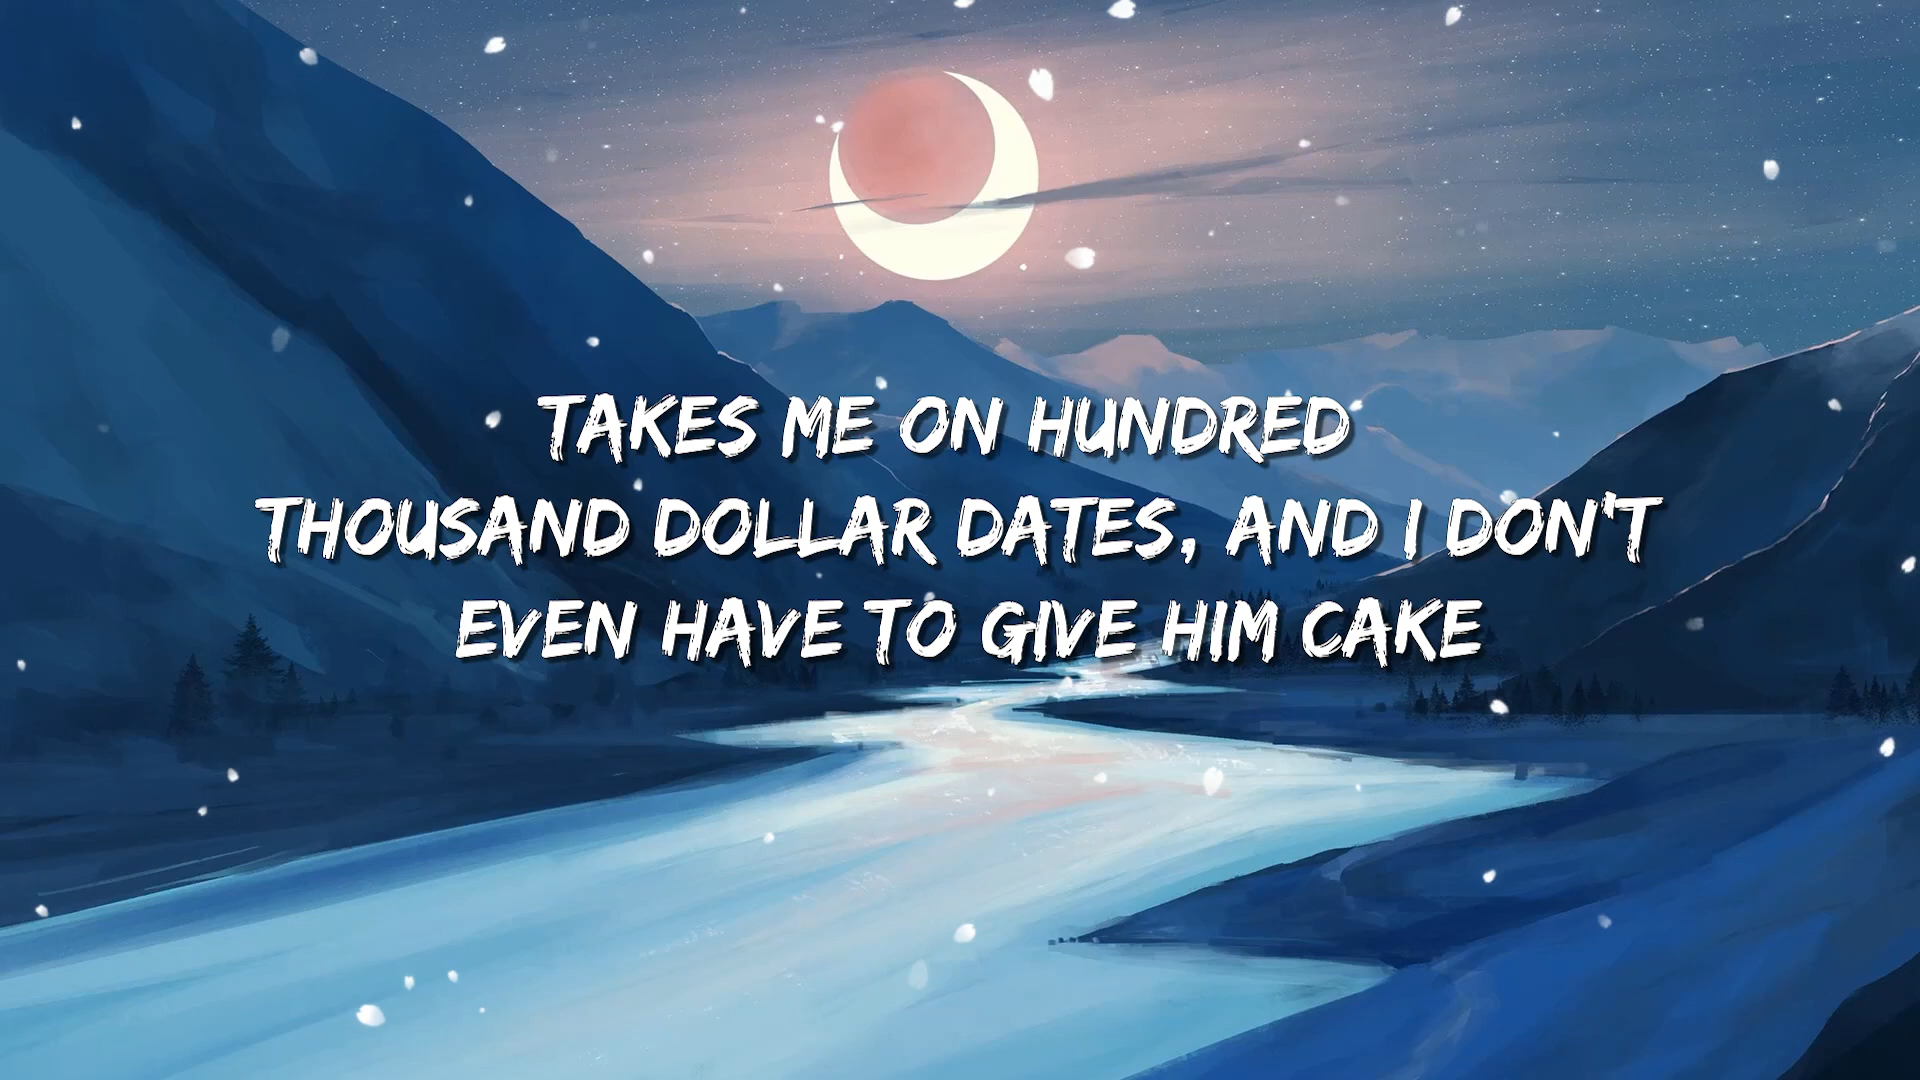 TAKES ME ON HUNDRED
THOUSAND DOLLAR DATES, AND I DON'T
EVEN HAVE TO GIVE HIM CAKE